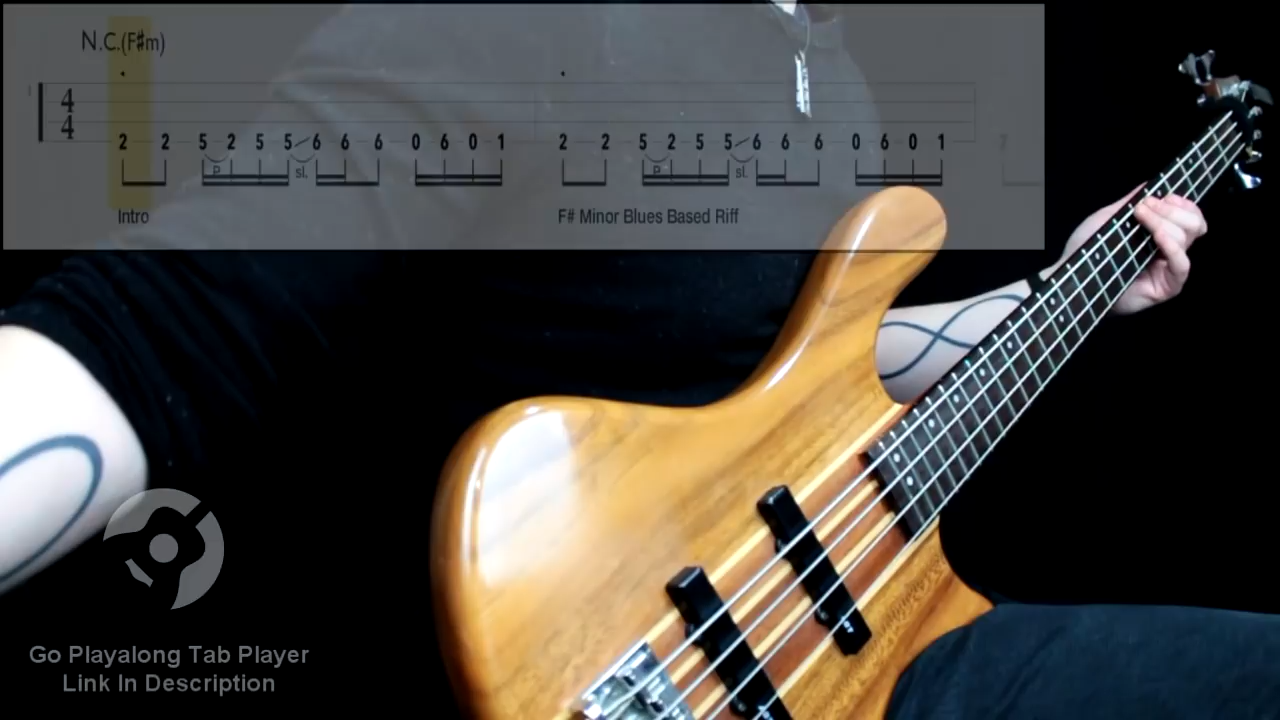 N.C.(F#m)
1
4
4
2 2 5 2 5 5 6 6 6 0 6 0 1 2 2 5 2 5 5 6 6 6 0 6 0 1 2
P sl. P sl.
Intro F# Minor Blues Based Riff
Go Playalong Tab Player
Link In Description